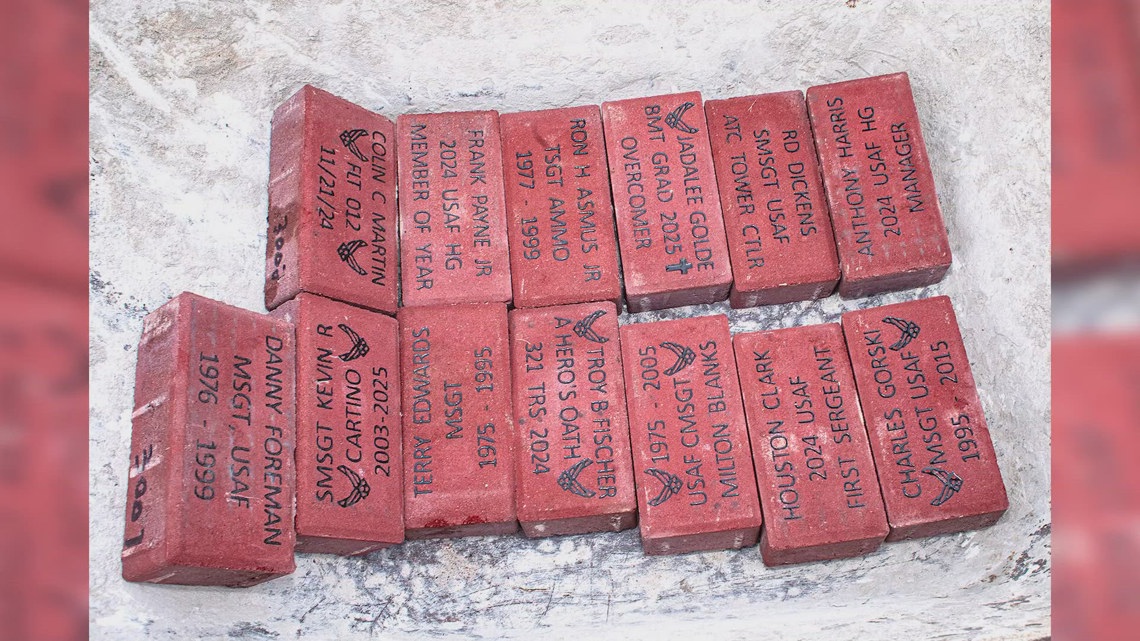 COLIN C MARTIN
FLT 012
11/21/24
FRANK PAYNE JR
2024 USAF HG
MEMBER OF YEAR
RON H ASMUS JR
TSGT AMMO
1977 - 1999
JADALEE GOLDE
BMT GRAD 2025
OVERCOMER
RD DICKENS
SMSGT USAF
ATC TOWER CTLR
ANTHONY HARRIS
2024 USAF HG
MANAGER
DANNY FOREMAN
MSGT, USAF
1976 - 1999
SMSGT KEVIN R
CARTINO
2003-2025
TERRY EDWARDS
MSGT
1975 - 1995
TROY B FISCHER
A HERO'S OATH
321 TRS 2024
1975 - 2005
USAF CMSGT
MILTON BLANKS
HOUSTON CLARK
2024 USAF
FIRST SERGEANT
CHARLES GORSKI
MSGT USAF
1995 - 2015